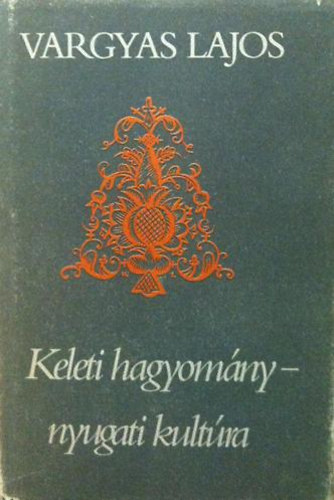 VARGYAS LAJOS
Keleti hagyomány –
nyugati kultúra